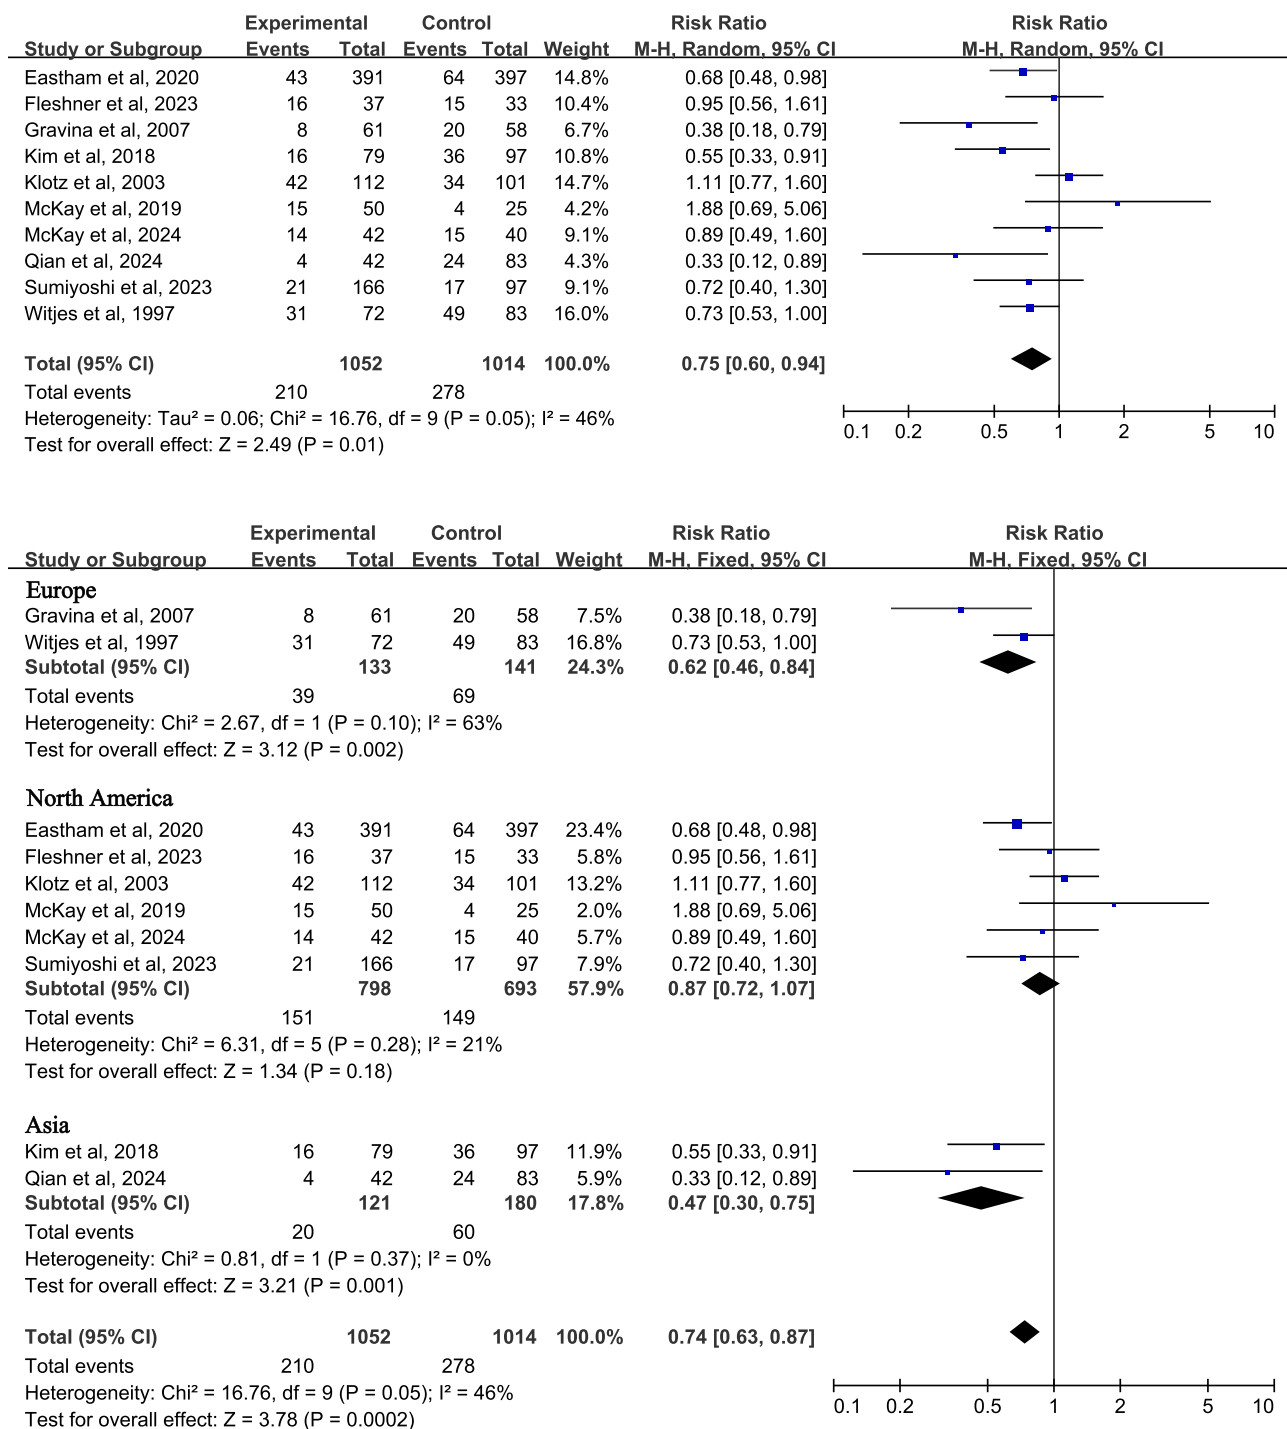 Experimental Control Risk Ratio Risk Ratio
Study or Subgroup Events Total Events Total Weight M-H, Random, 95% CI M-H, Random, 95% CI
Eastham et al, 2020 43 391 64 397 14.8% 0.68 [0.48, 0.98]
Fleshner et al, 2023 16 37 15 33 10.4% 0.95 [0.56, 1.61]
Gravina et al, 2007 8 61 20 58 6.7% 0.38 [0.18, 0.79]
Kim et al, 2018 16 79 36 97 10.8% 0.55 [0.33, 0.91]
Klotz et al, 2003 42 112 34 101 14.7% 1.11 [0.77, 1.60]
McKay et al, 2019 15 50 4 25 4.2% 1.88 [0.69, 5.06]
McKay et al, 2024 14 42 15 40 9.1% 0.89 [0.49, 1.60]
Qian et al, 2024 4 42 24 83 4.3% 0.33 [0.12, 0.89]
Sumiyoshi et al, 2023 21 166 17 97 9.1% 0.72 [0.40, 1.30]
Witjes et al, 1997 31 72 49 83 16.0% 0.73 [0.53, 1.00]
Total (95% CI) 1052 1014 100.0% 0.75 [0.60, 0.94]
Total events 210 278
Heterogeneity: Tau² = 0.06; Chi² = 16.76, df = 9 (P = 0.05); I² = 46%
Test for overall effect: Z = 2.49 (P = 0.01)
0.1 0.2 0.5 1 2 5 10
Experimental Control Risk Ratio Risk Ratio
Study or Subgroup Events Total Events Total Weight M-H, Fixed, 95% CI M-H, Fixed, 95% CI
Europe
Gravina et al, 2007 8 61 20 58 7.5% 0.38 [0.18, 0.79]
Witjes et al, 1997 31 72 49 83 16.8% 0.73 [0.53, 1.00]
Subtotal (95% CI) 133 141 24.3% 0.62 [0.46, 0.84]
Total events 39 69
Heterogeneity: Chi² = 2.67, df = 1 (P = 0.10); I² = 63%
Test for overall effect: Z = 3.12 (P = 0.002)
North America
Eastham et al, 2020 43 391 64 397 23.4% 0.68 [0.48, 0.98]
Fleshner et al, 2023 16 37 15 33 5.8% 0.95 [0.56, 1.61]
Klotz et al, 2003 42 112 34 101 13.2% 1.11 [0.77, 1.60]
McKay et al, 2019 15 50 4 25 2.0% 1.88 [0.69, 5.06]
McKay et al, 2024 14 42 15 40 5.7% 0.89 [0.49, 1.60]
Sumiyoshi et al, 2023 21 166 17 97 7.9% 0.72 [0.40, 1.30]
Subtotal (95% CI) 798 693 57.9% 0.87 [0.72, 1.07]
Total events 151 149
Heterogeneity: Chi² = 6.31, df = 5 (P = 0.28); I² = 21%
Test for overall effect: Z = 1.34 (P = 0.18)
Asia
Kim et al, 2018 16 79 36 97 11.9% 0.55 [0.33, 0.91]
Qian et al, 2024 4 42 24 83 5.9% 0.33 [0.12, 0.89]
Subtotal (95% CI) 121 180 17.8% 0.47 [0.30, 0.75]
Total events 20 60
Heterogeneity: Chi² = 0.81, df = 1 (P = 0.37); I² = 0%
Test for overall effect: Z = 3.21 (P = 0.001)
Total (95% CI) 1052 1014 100.0% 0.74 [0.63, 0.87]
Total events 210 278
Heterogeneity: Chi² = 16.76, df = 9 (P = 0.05); I² = 46%
Test for overall effect: Z = 3.78 (P = 0.0002)
0.1 0.2 0.5 1 2 5 10